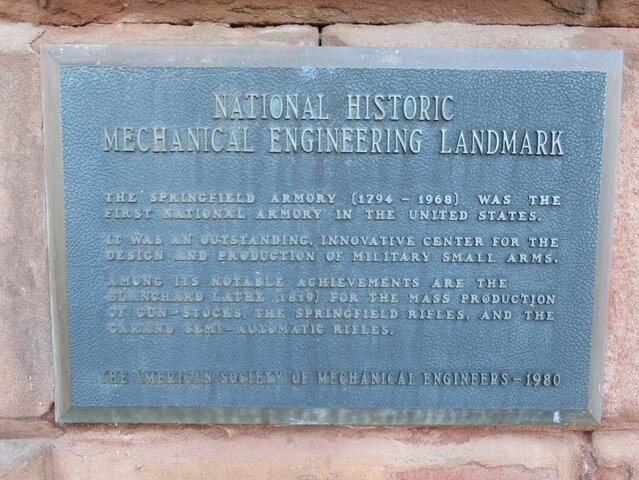 NATIONAL HISTORIC
MECHANICAL ENGINEERING LANDMARK
THE SPRINGFIELD ARMORY (1794 - 1968) WAS THE
FIRST NATIONAL ARMORY IN THE UNITED STATES.
IT WAS AN OUTSTANDING, INNOVATIVE CENTER FOR THE
DESIGN AND PRODUCTION OF MILITARY SMALL ARMS.
AMONG ITS NOTABLE ACHIEVEMENTS ARE THE
BLANCHARD LATHE (1819) FOR THE MASS PRODUCTION
OF GUN-STOCKS, THE SPRINGFIELD RIFLES, AND THE
GARAND SEMI-AUTOMATIC RIFLES.
THE AMERICAN SOCIETY OF MECHANICAL ENGINEERS - 1980